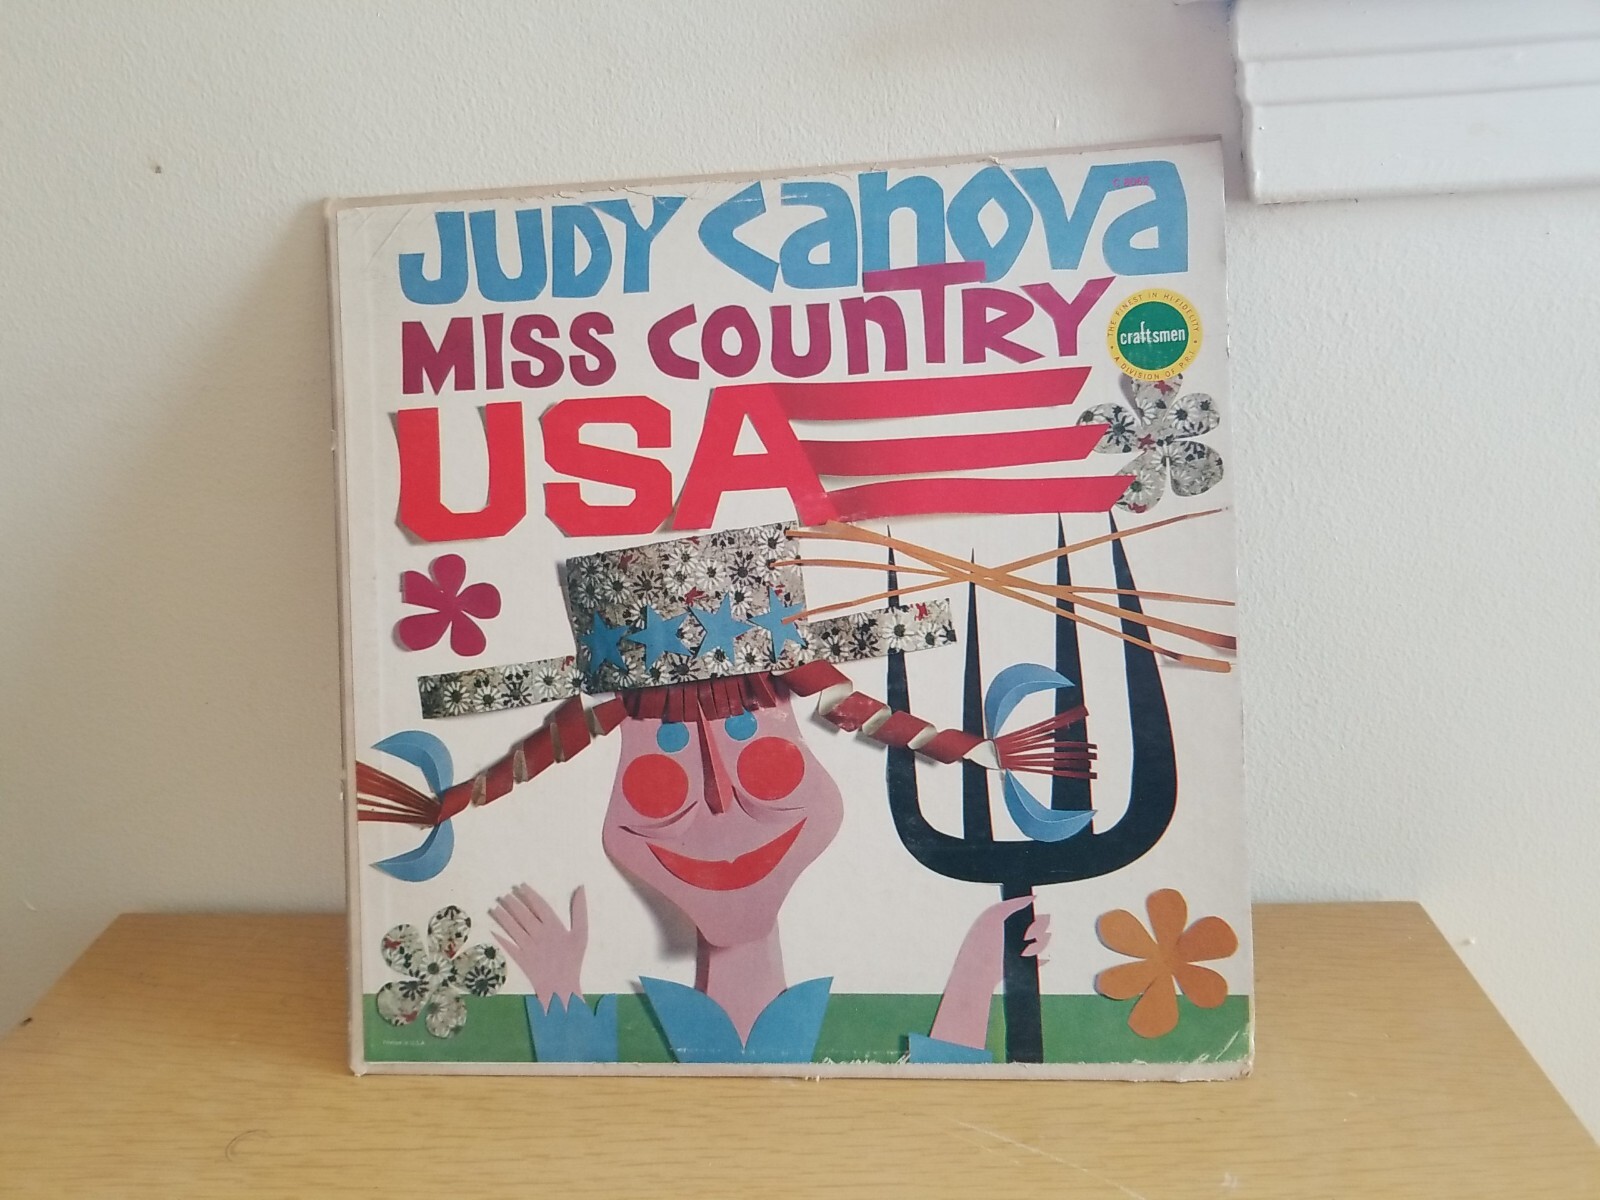 JUDY canova
MISS COUnTRY
USA
THE FINEST IN HI FIDELITY
craftsmen
A DIVISION OF P.R.I.